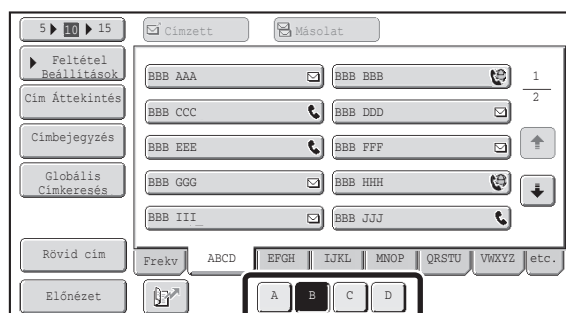 5 10 15
Címzett
Másolat
Feltétel
Beállítások
Cím Áttekintés
Címbejegyzés
Globális
Címkeresés
BBB AAA
BBB BBB
BBB CCC
BBB DDD
BBB EEE
BBB FFF
BBB GGG
BBB HHH
BBB III_
BBB JJJ
1
2
Rövid cím
Frekv
ABCD
EFGH
IJKL
MNOP
QRSTU
VWXYZ
etc.
Előnézet
A
B
C
D